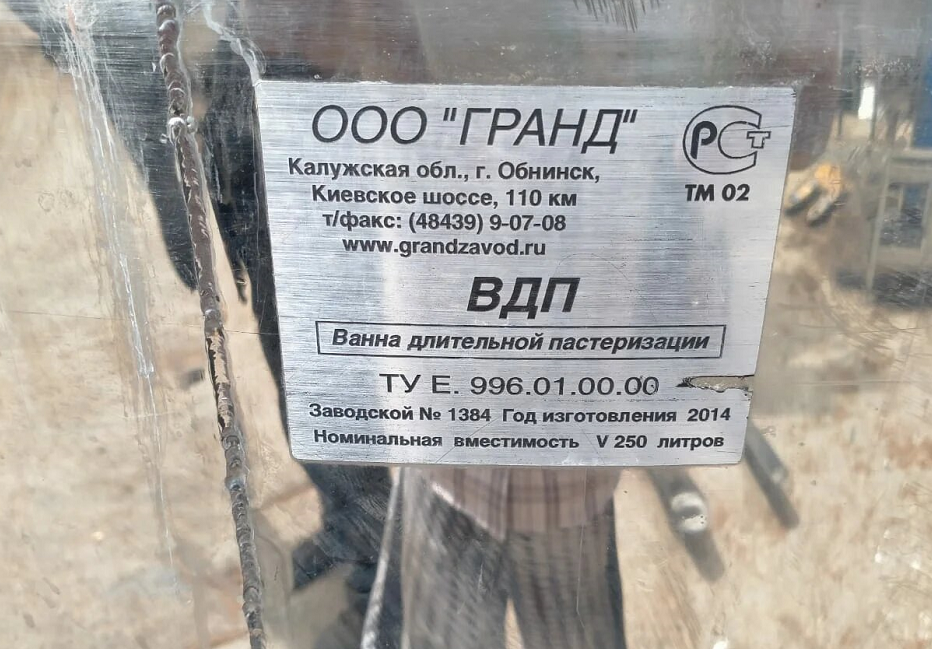 ООО "ГРАНД"
Калужская обл., г. Обнинск,
Киевское шоссе, 110 км
т/факс: (48439) 9-07-08
www.grandzavod.ru
РСТ
ТМ 02
ВДП
Ванна длительной пастеризации
ТУ Е. 996.01.00.00
Заводской № 1384 Год изготовления 2014
Номинальная вместимость V 250 литров